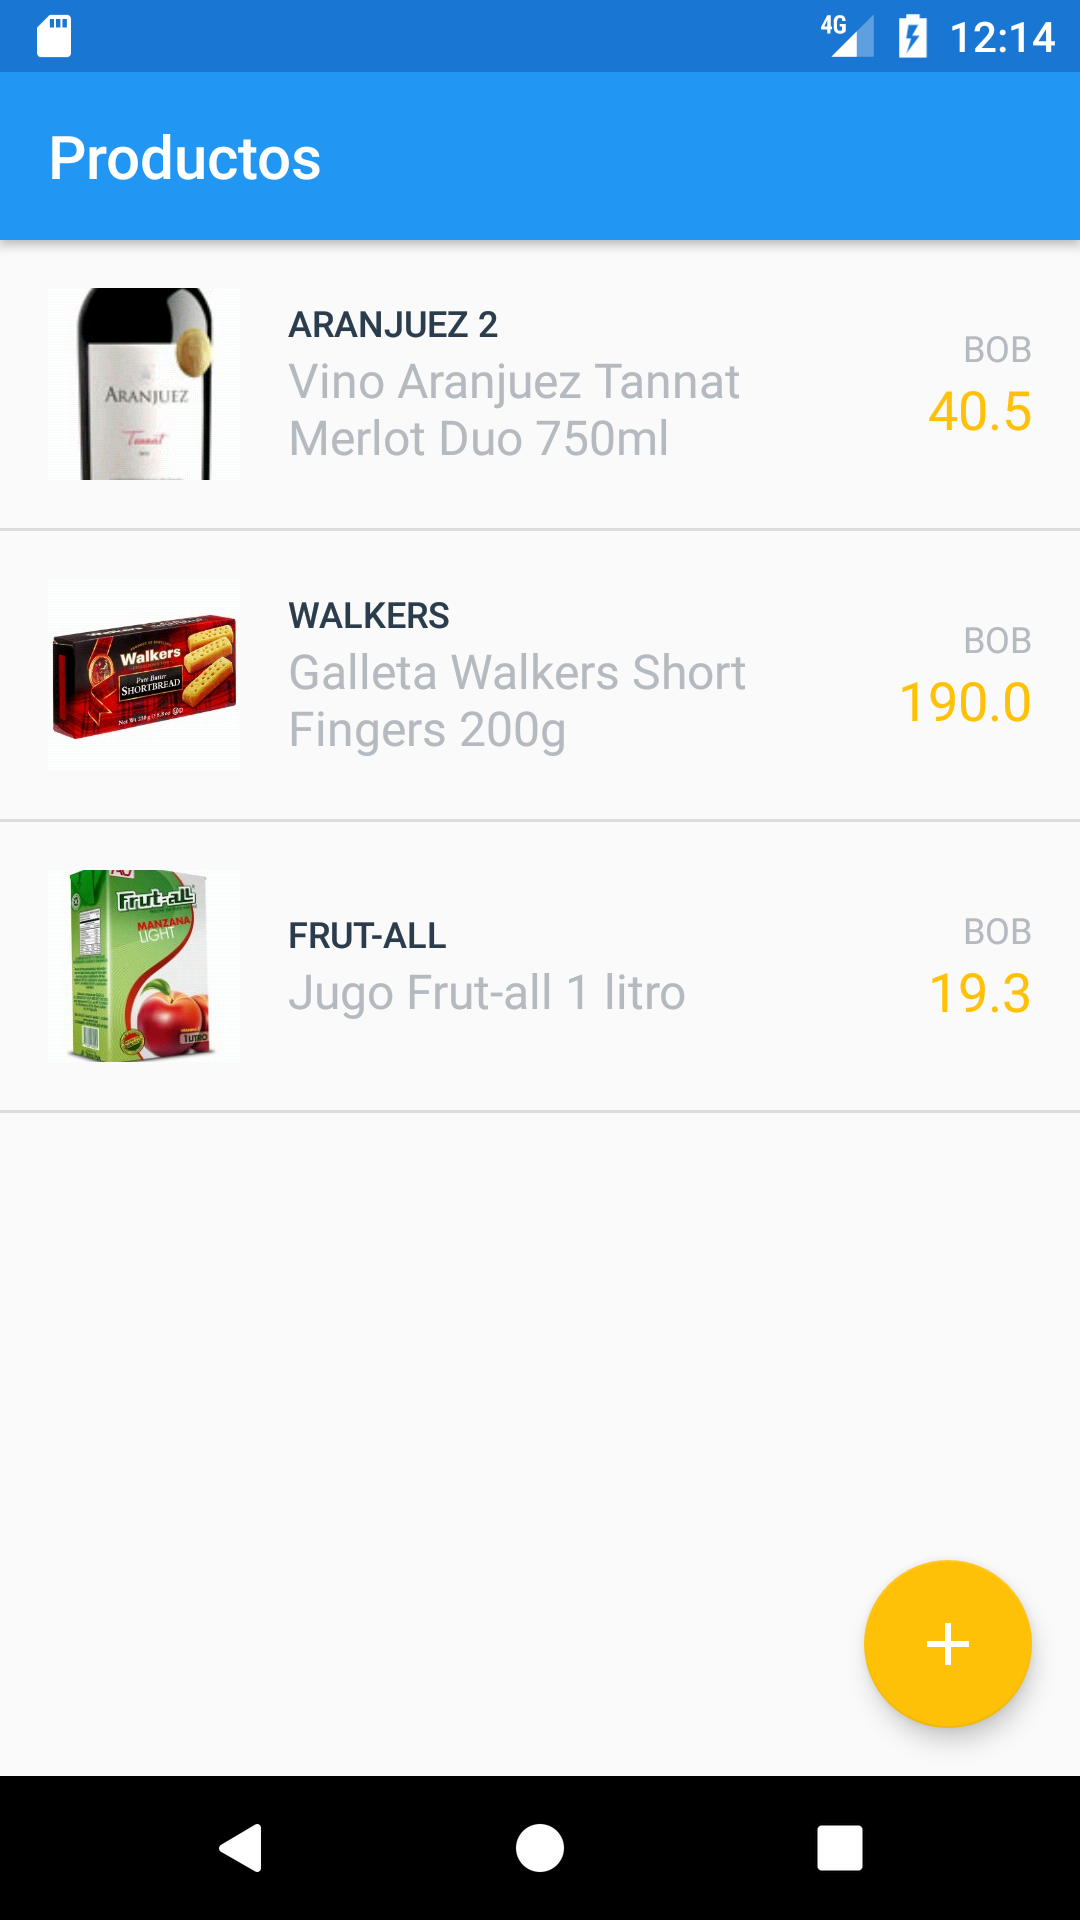 4G 12:14
Productos
ARANJUEZ
Tannat
ARANJUEZ 2
Vino Aranjuez Tannat
Merlot Duo 750ml
BOB
40.5
Walkers
Pure Butter
SHORTBREAD
WALKERS
Galleta Walkers Short
Fingers 200g
BOB
190.0
Frut-all
MANZANA
LIGHT
1 LITRO
FRUT-ALL
Jugo Frut-all 1 litro
BOB
19.3